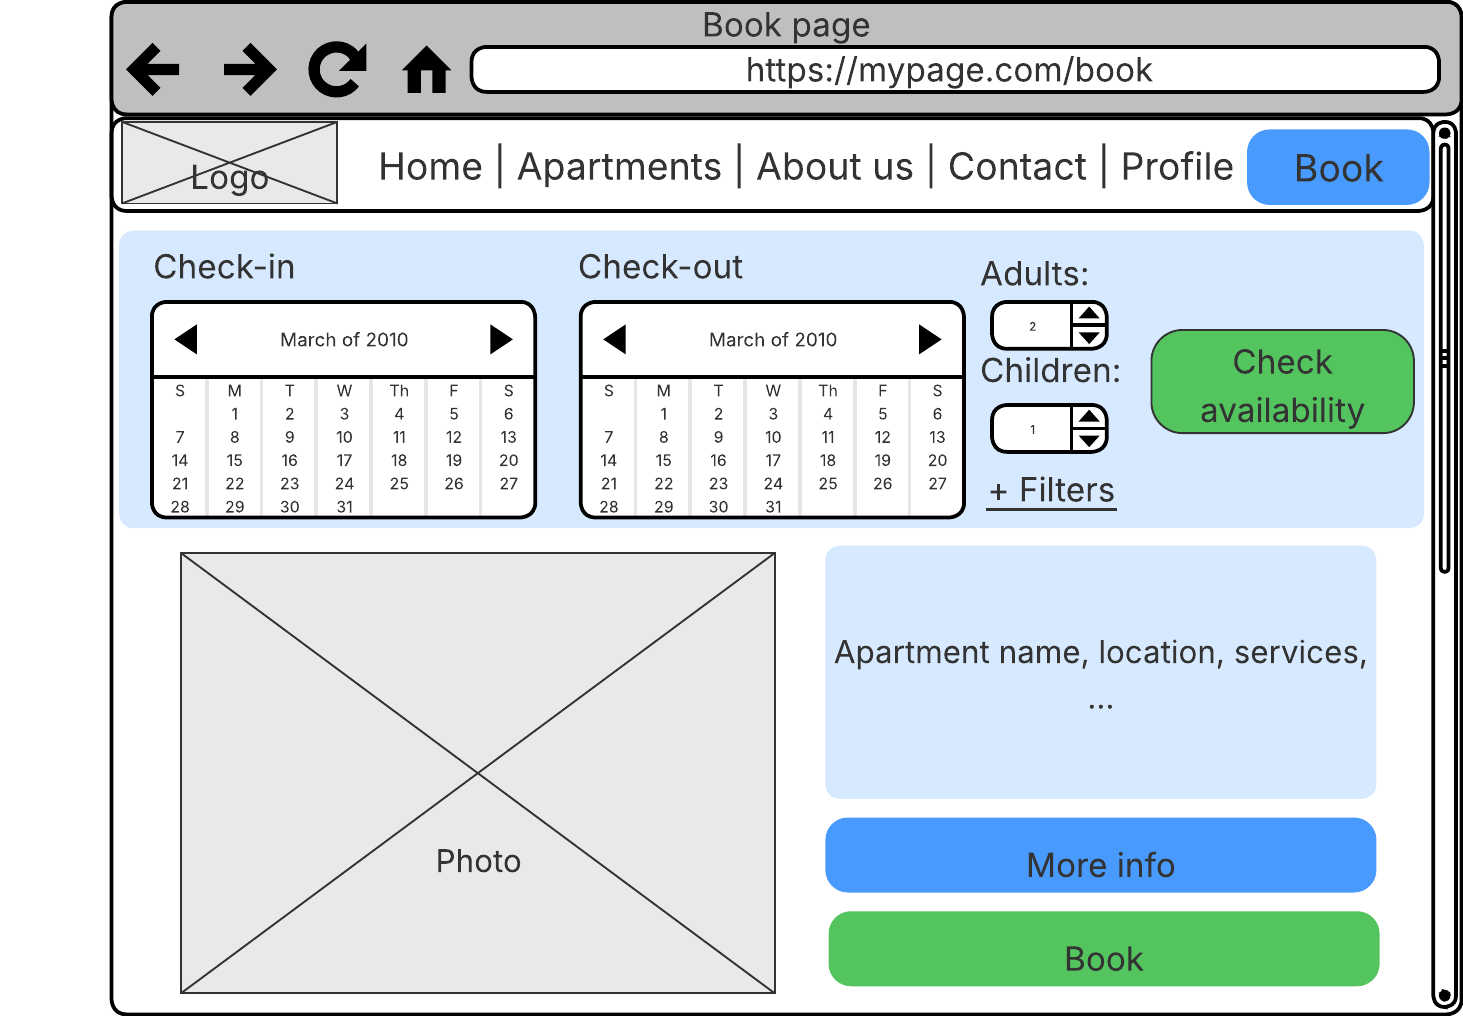 Book page
https://mypage.com/book
Logo
Home | Apartments | About us | Contact | Profile
Book
Check-in
March of 2010
S M T W Th F S
1 2 3 4 5 6
7 8 9 10 11 12 13
14 15 16 17 18 19 20
21 22 23 24 25 26 27
28 29 30 31
Check-out
March of 2010
S M T W Th F S
1 2 3 4 5 6
7 8 9 10 11 12 13
14 15 16 17 18 19 20
21 22 23 24 25 26 27
28 29 30 31
Adults:
2
Children:
1
+ Filters
Check
availability
Photo
Apartment name, location, services,
...
More info
Book